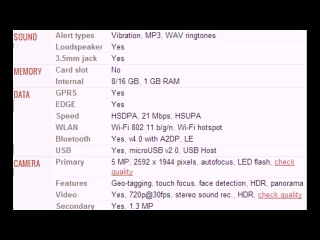 SOUND Alert types Vibration, MP3, WAV ringtones
Loudspeaker Yes
3.5mm jack Yes
MEMORY Card slot No
Internal 8/16 GB, 1 GB RAM
DATA GPRS Yes
EDGE Yes
Speed HSDPA, 21 Mbps; HSUPA
WLAN Wi-Fi 802.11 b/g/n, Wi-Fi hotspot
Bluetooth Yes, v4.0 with A2DP, LE
USB Yes, microUSB v2.0, USB Host
CAMERA Primary 5 MP, 2592 x 1944 pixels, autofocus, LED flash, check
quality
Features Geo-tagging, touch focus, face detection, HDR, panorama
Video Yes, 720p@30fps, stereo sound rec., HDR, check quality
Secondary Yes, 1.3 MP